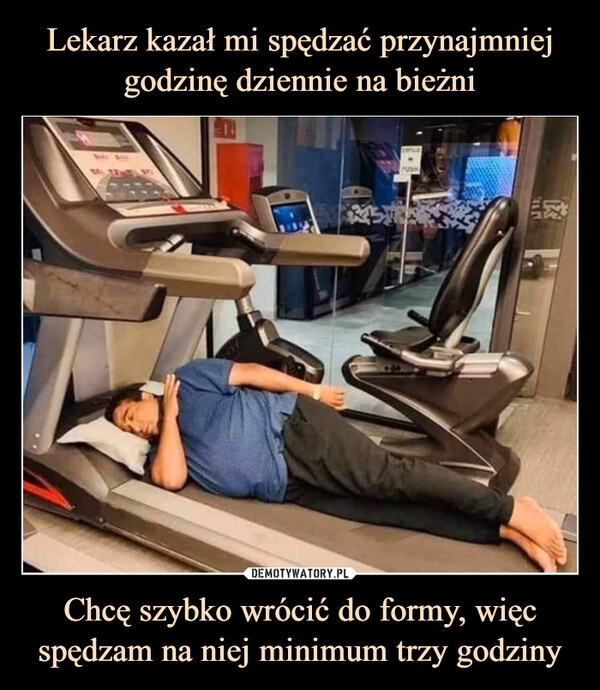 Lekarz kazał mi spędzać przynajmniej
godzinę dziennie na bieżni
PUSH
DEMOTYWATORY.PL
Chcę szybko wrócić do formy, więc
spędzam na niej minimum trzy godziny